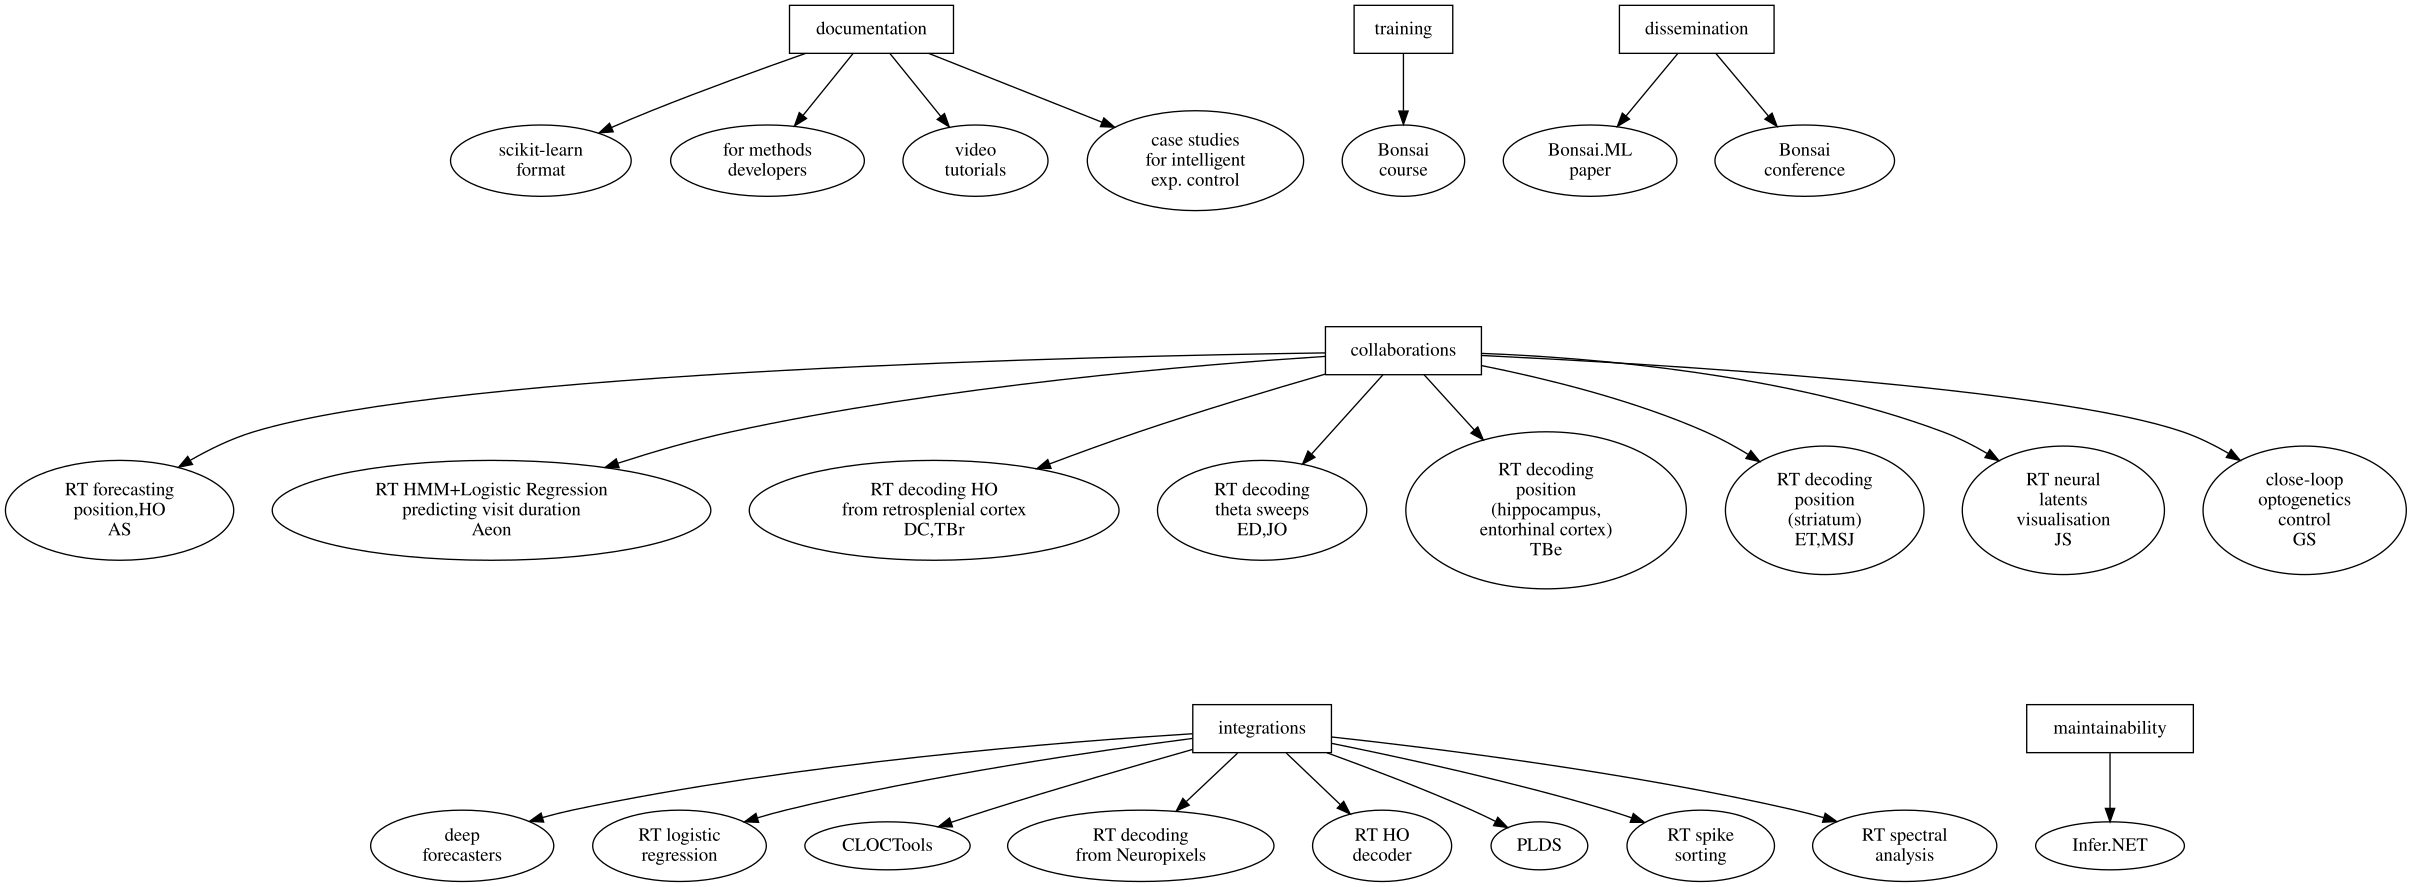 documentation
training
dissemination
scikit-learn
format
for methods
developers
video
tutorials
case studies
for intelligent
exp. control
Bonsai
course
Bonsai.ML
paper
Bonsai
conference
collaborations
RT forecasting
position,HO
AS
RT HMM+Logistic Regression
predicting visit duration
Aeon
RT decoding HO
from retrosplenial cortex
DC,TBr
RT decoding
theta sweeps
ED,JO
RT decoding
position
(hippocampus,
entorhinal cortex)
TBe
RT decoding
position
(striatum)
ET,MSJ
RT neural
latents
visualisation
JS
close-loop
optogenetics
control
GS
integrations
maintainability
deep
forecasters
RT logistic
regression
CLOCTools
RT decoding
from Neuropixels
RT HO
decoder
PLDS
RT spike
sorting
RT spectral
analysis
Infer.NET